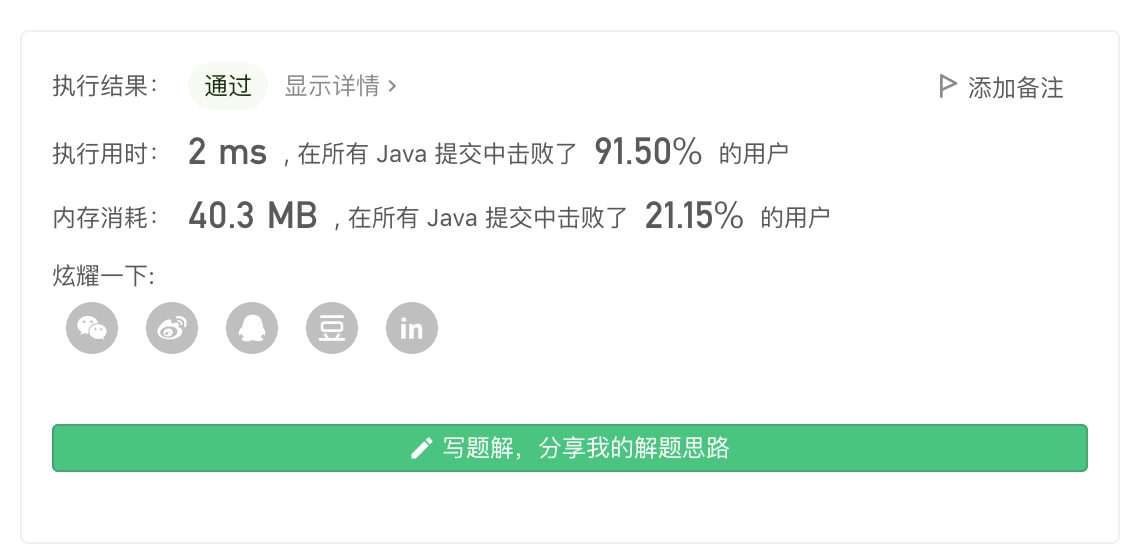 执行结果： 通过 显示详情 › 添加备注
执行用时： 2 ms , 在所有 Java 提交中击败了 91.50% 的用户
内存消耗： 40.3 MB , 在所有 Java 提交中击败了 21.15% 的用户
炫耀一下:
豆 in
写题解，分享我的解题思路